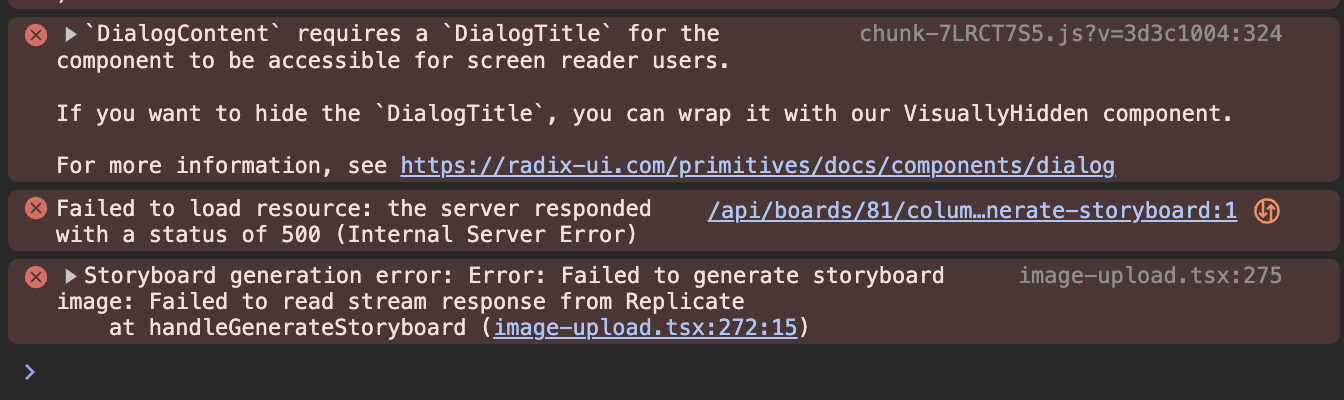 `DialogContent` requires a `DialogTitle` for the chunk-7LRCT7S5.js?v=3d3c1004:324
component to be accessible for screen reader users.
If you want to hide the `DialogTitle`, you can wrap it with our VisuallyHidden component.
For more information, see https://radix-ui.com/primitives/docs/components/dialog
Failed to load resource: the server responded /api/boards/81/colum…nerate-storyboard:1
with a status of 500 (Internal Server Error)
Storyboard generation error: Error: Failed to generate storyboard image-upload.tsx:275
image: Failed to read stream response from Replicate
at handleGenerateStoryboard (image-upload.tsx:272:15)